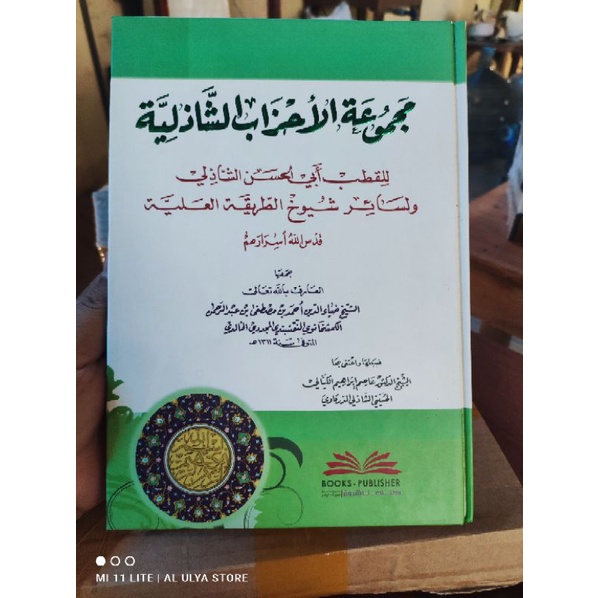 مجموعة الأحزاب الشاذلية
للقطب أبي الحسن الشاذلي
ولسائر شيوخ الطريقة العلية
قدس الله أسرارهم
جمعها
العارف بالله تعالى
الشيخ ضياء الدين أحمد بن مصطفى بن عبد الرحمن
الكمشخانوي النقشبندي المجددي الخالدي
المتوفى سنة ١٣١١هـ
ضبطها واعتنى بها
الشيخ الدكتور عاصم إبراهيم الكيالي
الحسيني الشاذلي الدرقاوي
BOOKS - PUBLISHER
MI 11 LITE | AL ULYA STORE